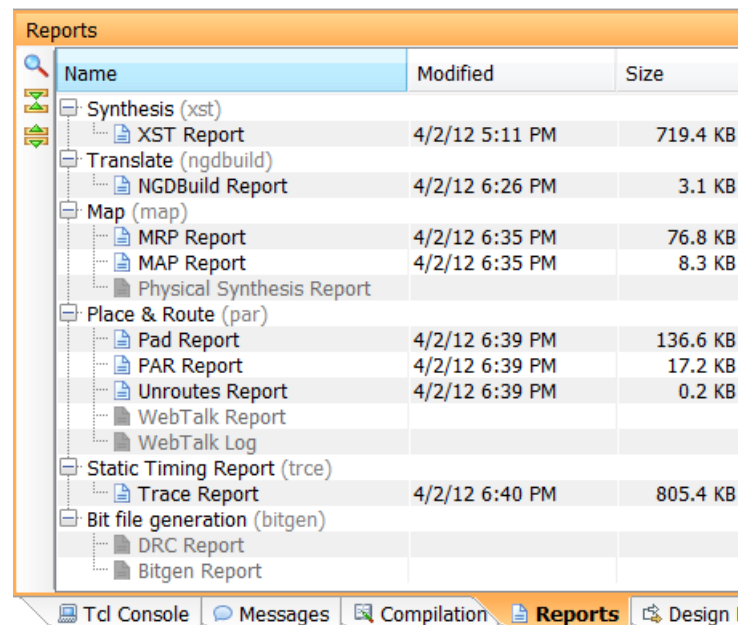 Reports
Name Modified Size
Synthesis (xst)
XST Report 4/2/12 5:11 PM 719.4 KB
Translate (ngdbuild)
NGDBuild Report 4/2/12 6:26 PM 3.1 KB
Map (map)
MRP Report 4/2/12 6:35 PM 76.8 KB
MAP Report 4/2/12 6:35 PM 8.3 KB
Physical Synthesis Report
Place & Route (par)
Pad Report 4/2/12 6:39 PM 136.6 KB
PAR Report 4/2/12 6:39 PM 17.2 KB
Unroutes Report 4/2/12 6:39 PM 0.2 KB
WebTalk Report
WebTalk Log
Static Timing Report (trce)
Trace Report 4/2/12 6:40 PM 805.4 KB
Bit file generation (bitgen)
DRC Report
Bitgen Report
Tcl Console Messages Compilation Reports Design